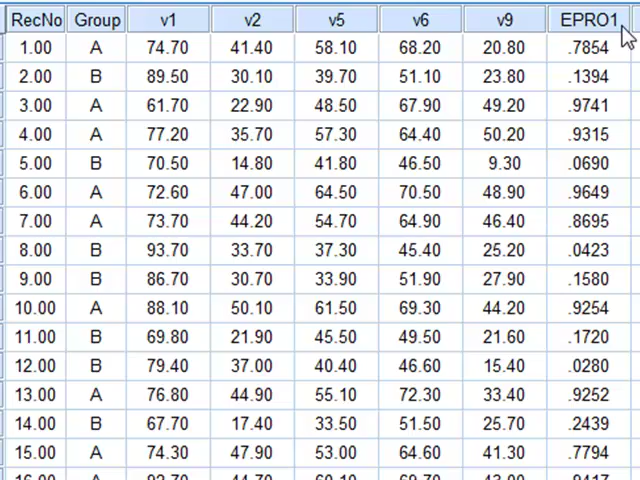 RecNo Group v1 v2 v5 v6 v9 EPRO1
1.00 A 74.70 41.40 58.10 68.20 20.80 .7854
2.00 B 89.50 30.10 39.70 51.10 23.80 .1394
3.00 A 61.70 22.90 48.50 67.90 49.20 .9741
4.00 A 77.20 35.70 57.30 64.40 50.20 .9315
5.00 B 70.50 14.80 41.80 46.50 9.30 .0690
6.00 A 72.60 47.00 64.50 70.50 48.90 .9649
7.00 A 73.70 44.20 54.70 64.90 46.40 .8695
8.00 B 93.70 33.70 37.30 45.40 25.20 .0423
9.00 B 86.70 30.70 33.90 51.90 27.90 .1580
10.00 A 88.10 50.10 61.50 69.30 44.20 .9254
11.00 B 69.80 21.90 45.50 49.50 21.60 .1720
12.00 B 79.40 37.00 40.40 46.60 15.40 .0280
13.00 A 76.80 44.90 55.10 72.30 33.40 .9252
14.00 B 67.70 17.40 33.50 51.50 25.70 .2439
15.00 A 74.30 47.90 53.00 64.60 41.30 .7794